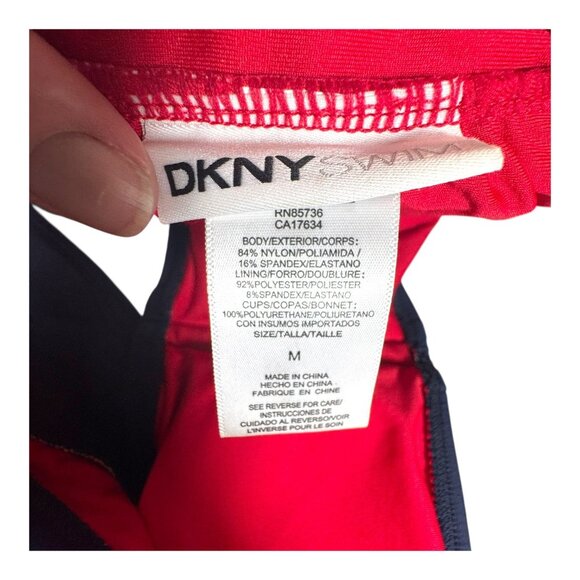 DKNY SWIM
RN85736
CA17634
BODY/EXTERIOR/CORPS:
84% NYLON/POLIAMIDA/
16% SPANDEX/ELASTANO
LINING/FORRO/DOUBLURE:
92%POLYESTER/POLIESTER
8%SPANDEX/ELASTANO
CUPS/COPAS/BONNET:
100%POLYURETHANE/POLIURETANO
CON INSUMOS IMPORTADOS
SIZE/TALLA/TAILLE
M
MADE IN CHINA
HECHO EN CHINA
FABRIQUE EN CHINE
SEE REVERSE FOR CARE/
INSTRUCCIONES DE
CUIDADO AL REVERSO/VOIR
L'INVERSE POUR LE SOIN